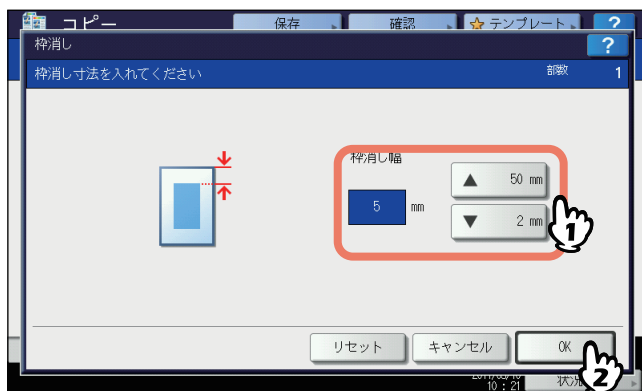 コピー 保存 確認 テンプレート ?
枠消し ?
枠消し寸法を入れてください 部数 1
枠消し幅
50 mm
5 mm
2 mm
1
リセット キャンセル OK
2
10:21